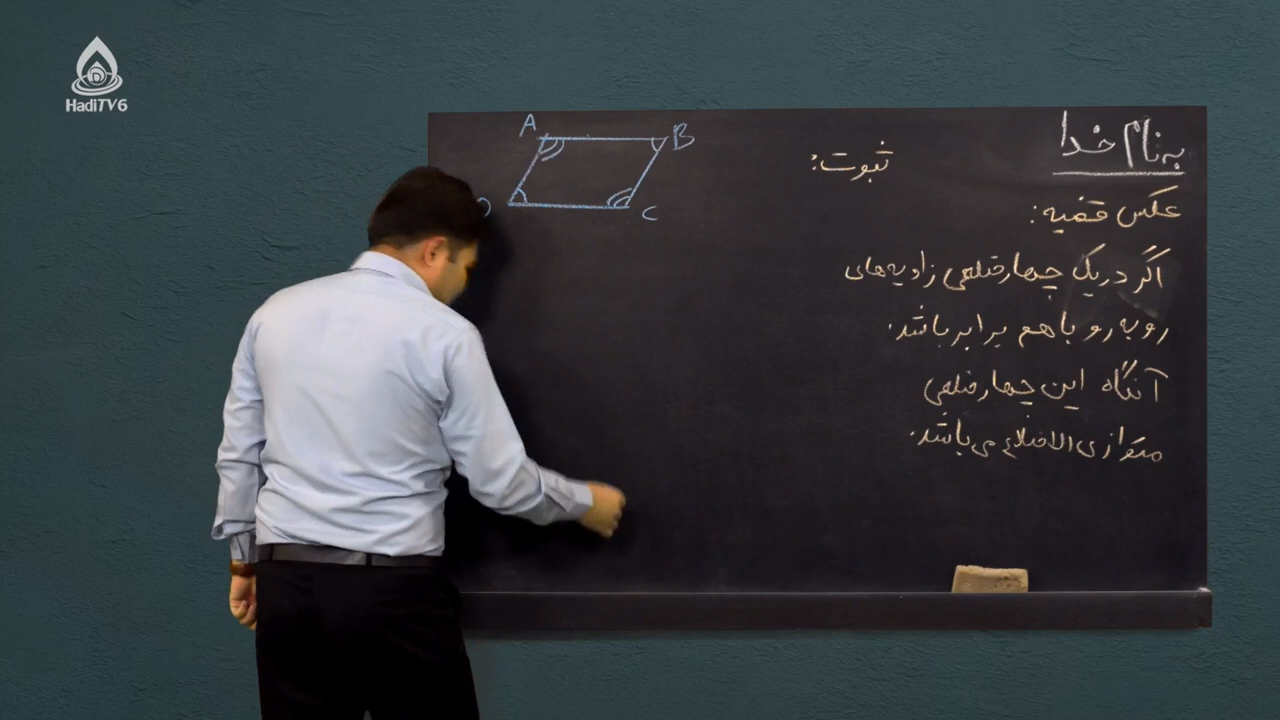 HadiTV6
به نام خدا
عکس قضیه:
اگر در یک چهارضلعی زاویه های
روبه رو با هم برابر باشد.
آنگاه این چهارضلعی
متوازی الاضلاع می باشد.
ثبوت:
A B
D C